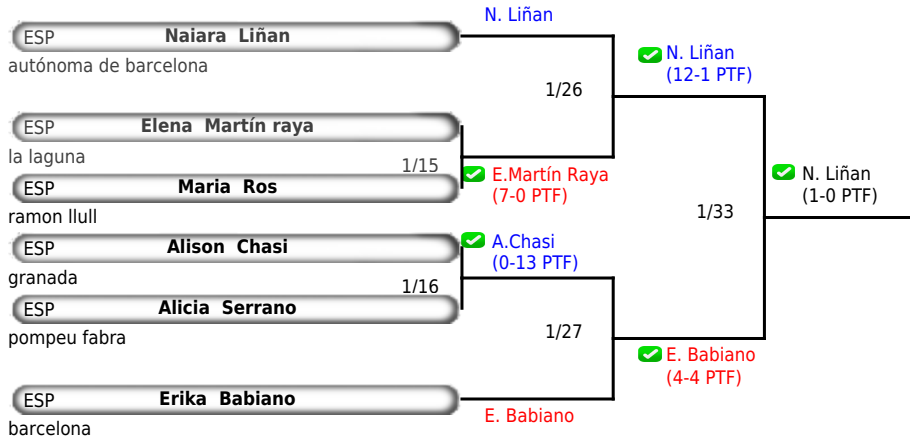 N. Liñan
ESP Naiara Liñan
autónoma de barcelona
N. Liñan
(12-1 PTF)
1/26
ESP Elena Martín raya
la laguna
1/15
E.Martín Raya
(7-0 PTF)
ESP Maria Ros
ramon llull
N. Liñan
(1-0 PTF)
1/33
ESP Alison Chasi
granada
A.Chasi
(0-13 PTF)
1/16
ESP Alicia Serrano
pompeu fabra
1/27
E. Babiano
(4-4 PTF)
ESP Erika Babiano
barcelona
E. Babiano